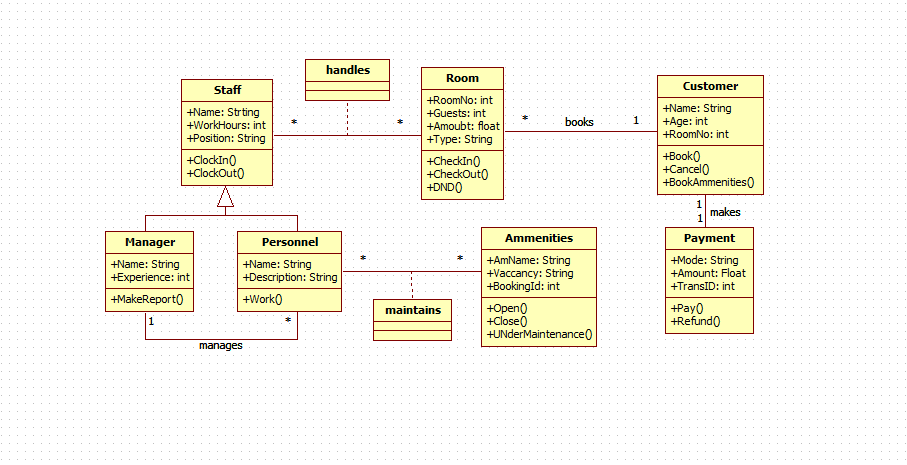 handles
Staff
+Name: Strting
+WorkHours: int
+Position: String
+ClockIn()
+ClockOut()
*
*
Room
+RoomNo: int
+Guests: int
+Amoubt: float
+Type: String
+CheckIn()
+CheckOut()
+DND()
*
books
1
Customer
+Name: String
+Age: int
+RoomNo: int
+Book()
+Cancel()
+BookAmmenities()
1
makes
1
Manager
+Name: String
+Experience: int
+MakeReport()
1
manages
*
Personnel
+Name: String
+Description: String
+Work()
*
*
maintains
Ammenities
+AmName: String
+Vaccancy: String
+BookingId: int
+Open()
+Close()
+UNderMaintenance()
Payment
+Mode: String
+Amount: Float
+TransID: int
+Pay()
+Refund()